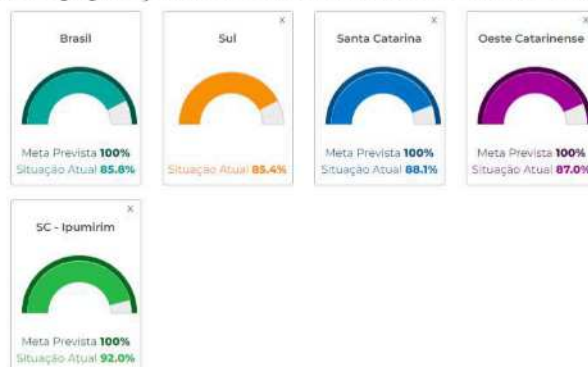 Brasil
x
Sul
x
Santa Catarina
x
Oeste Catarinense
Meta Prevista 100%
Situação Atual 85.8%
Situação Atual 85.4%
Meta Prevista 100%
Situação Atual 88.1%
Meta Prevista 100%
Situação Atual 87.0%
x
SC - Ipumirim
Meta Prevista 100%
Situação Atual 92.0%